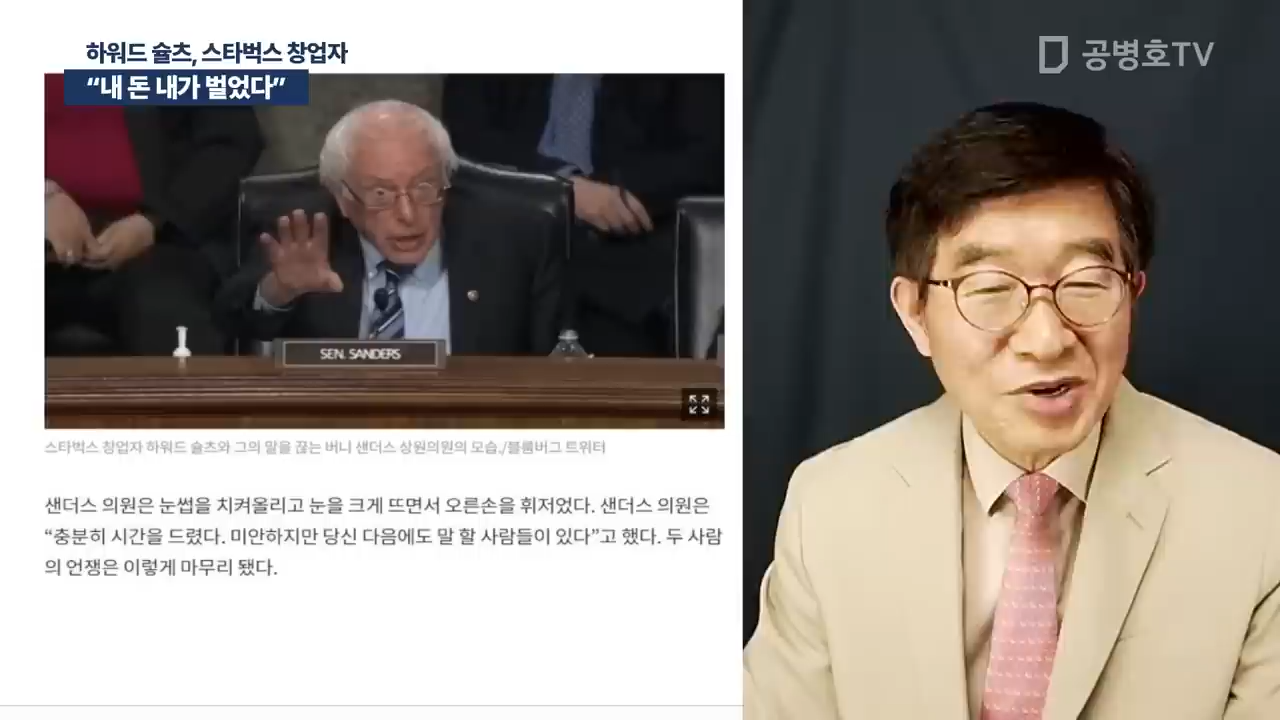 하워드 슐츠, 스타벅스 창업자
“내 돈 내가 벌었다”
공병호TV
SEN. SANDERS
스타벅스 창업자 하워드 슐츠와 그의 말을 끊는 버니 샌더스 상원의원의 모습./블룸버그 트위터
샌더스 의원은 눈썹을 치켜올리고 눈을 크게 뜨면서 오른손을 휘저었다. 샌더스 의원은
“충분히 시간을 드렸다. 미안하지만 당신 다음에도 말 할 사람들이 있다”고 했다. 두 사람
의 언쟁은 이렇게 마무리 됐다.